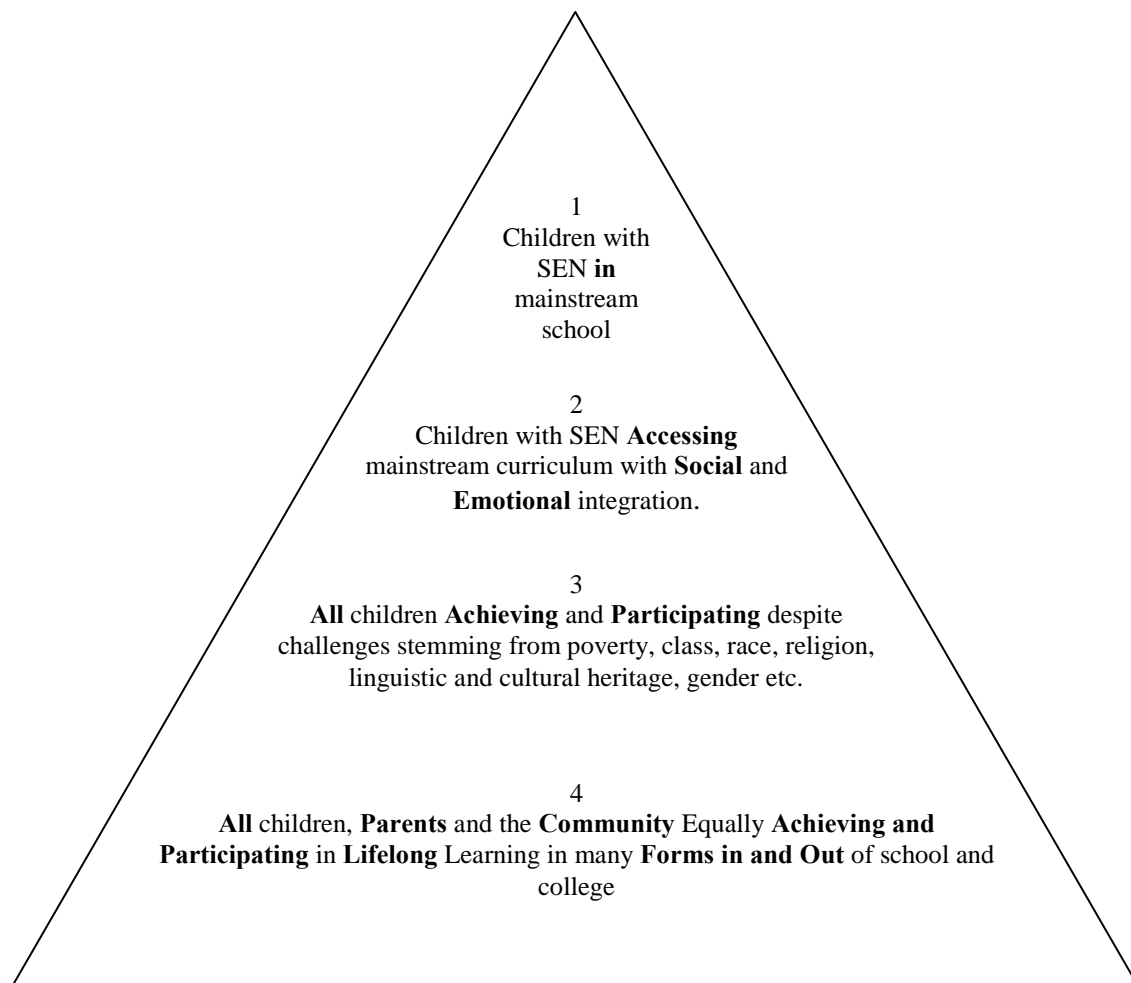 1
Children with
SEN in
mainstream
school
2
Children with SEN Accessing
mainstream curriculum with Social and
Emotional integration.
3
All children Achieving and Participating despite
challenges stemming from poverty, class, race, religion,
linguistic and cultural heritage, gender etc.
4
All children, Parents and the Community Equally Achieving and
Participating in Lifelong Learning in many Forms in and Out of school and
college